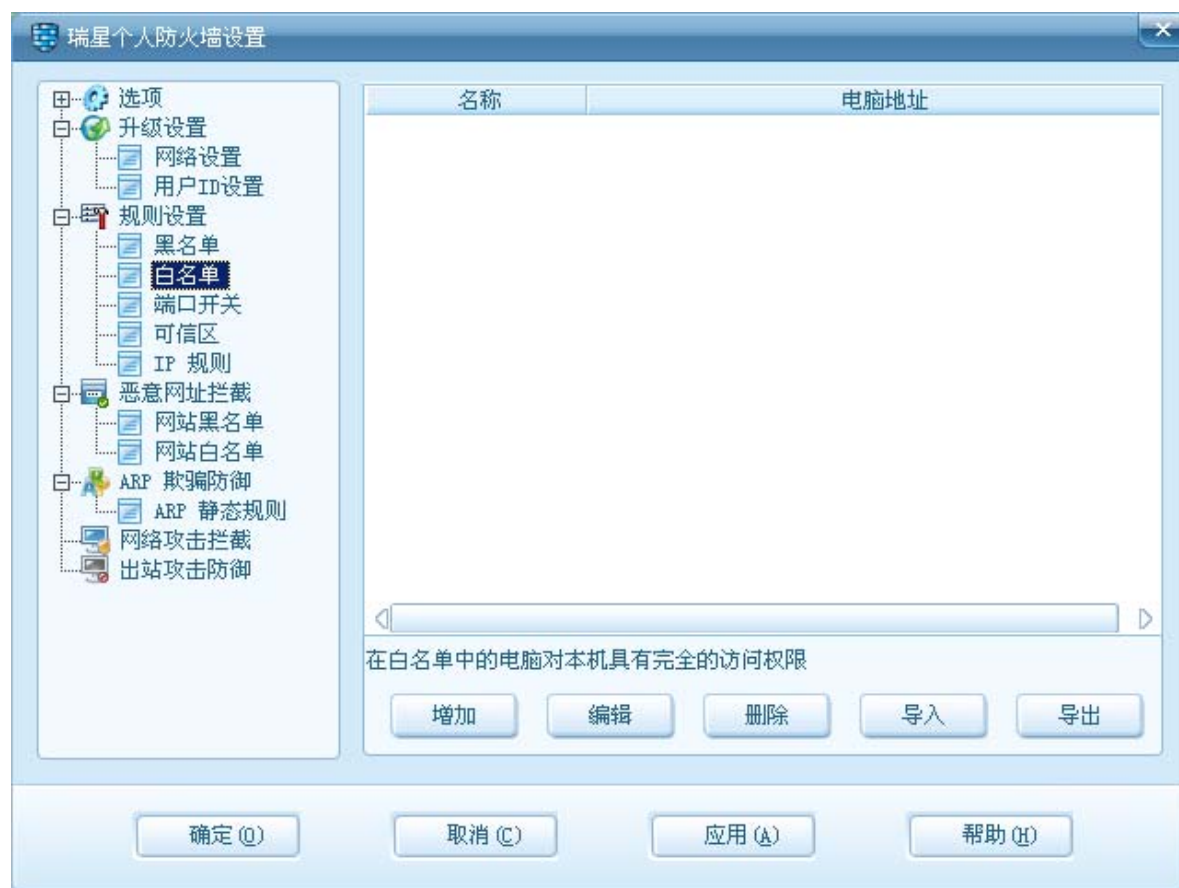 瑞星个人防火墙设置
选项
升级设置
网络设置
用户ID设置
规则设置
黑名单
白名单
端口开关
可信区
IP 规则
恶意网址拦截
网站黑名单
网站白名单
ARP 欺骗防御
ARP 静态规则
网络攻击拦截
出站攻击防御
名称 电脑地址
在白名单中的电脑对本机具有完全的访问权限
增加 编辑 删除 导入 导出
确定(O) 取消(C) 应用(A) 帮助(H)